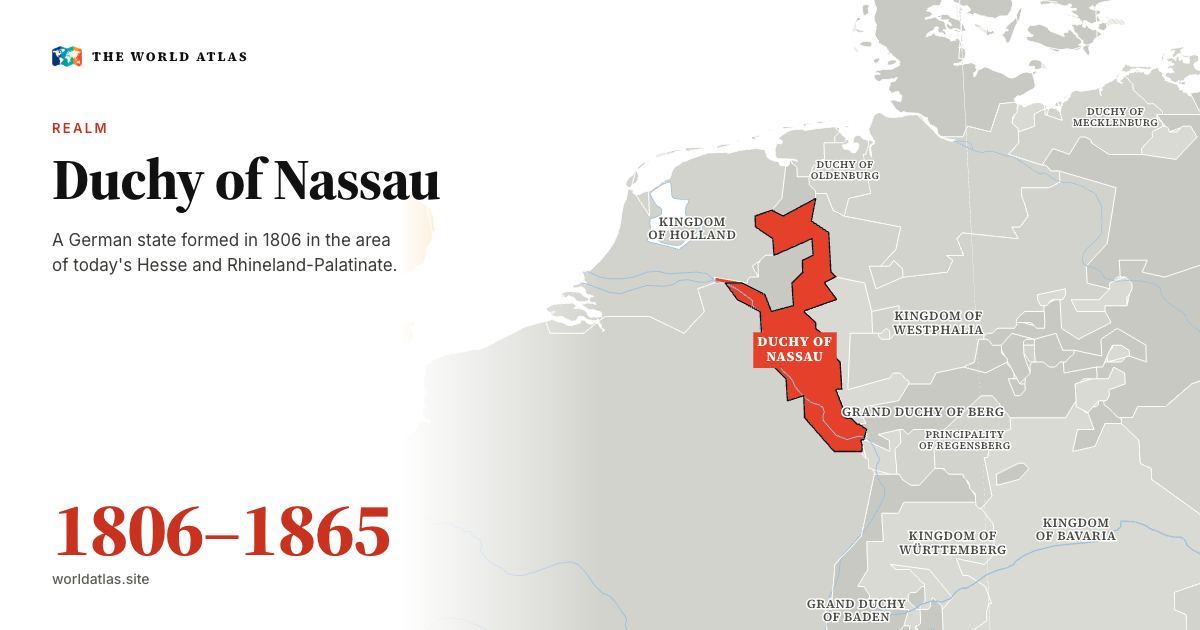 THE WORLD ATLAS
REALM
Duchy of Nassau
A German state formed in 1806 in the area
of today's Hesse and Rhineland-Palatinate.
1806–1865
worldatlas.site
DUCHY OF
MECKLENBURG
DUCHY OF
OLDENBURG
KINGDOM
OF HOLLAND
KINGDOM OF
WESTPHALIA
DUCHY OF
NASSAU
GRAND DUCHY OF BERG
PRINCIPALITY
OF REGENSBERG
KINGDOM OF
WÜRTTEMBERG
KINGDOM
OF BAVARIA
GRAND DUCHY
OF BADEN